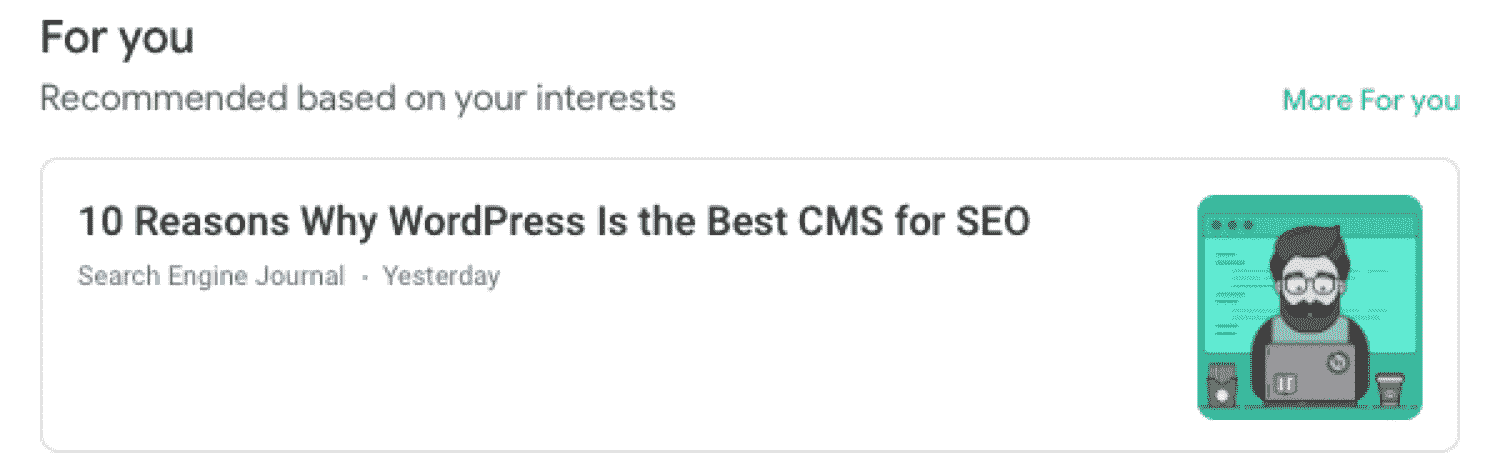 For you
Recommended based on your interests
More For you
10 Reasons Why WordPress Is the Best CMS for SEO
Search Engine Journal · Yesterday